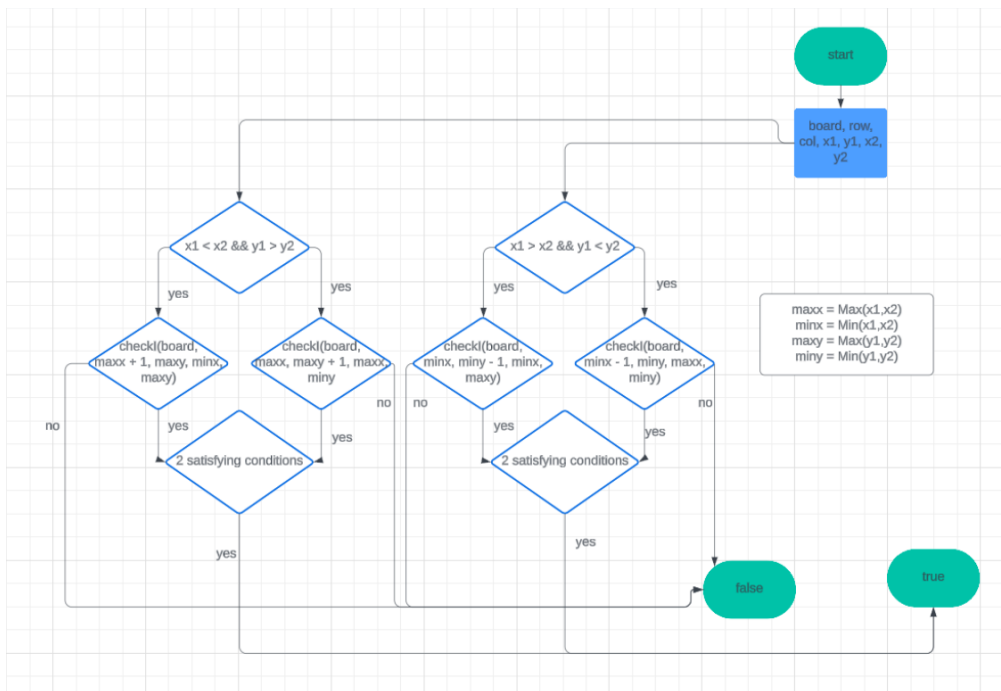 start
board, row,
col, x1, y1, x2,
y2
x1 < x2 && y1 > y2
x1 > x2 && y1 < y2
yes
yes
yes
yes
maxx = Max(x1,x2)
minx = Min(x1,x2)
maxy = Max(y1,y2)
miny = Min(y1,y2)
checkI(board,
maxx + 1, maxy, minx,
maxy)
checkI(board,
maxx, maxy + 1, maxx,
miny
checkI(board,
minx, miny - 1, minx,
maxy)
checkI(board,
minx - 1, miny, maxx,
miny)
no
yes
yes
no
no
yes
yes
no
2 satisfying conditions
2 satisfying conditions
yes
yes
false
true